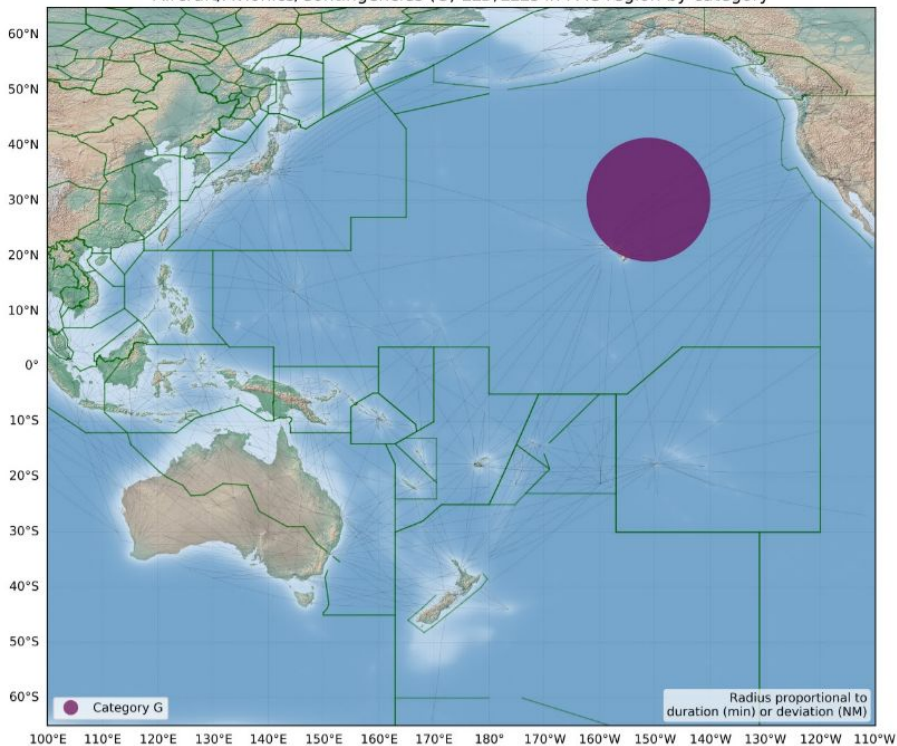 65°N
60°N
50°N
40°N
30°N
20°N
10°N
0°
10°S
20°S
30°S
40°S
50°S
60°S
Category G
Radius proportional to
duration (min) or deviation (NM)
100°E 110°E 120°E 130°E 140°E 150°E 160°E 170°E 180° 170°W 160°W 150°W 140°W 130°W 120°W 110°W